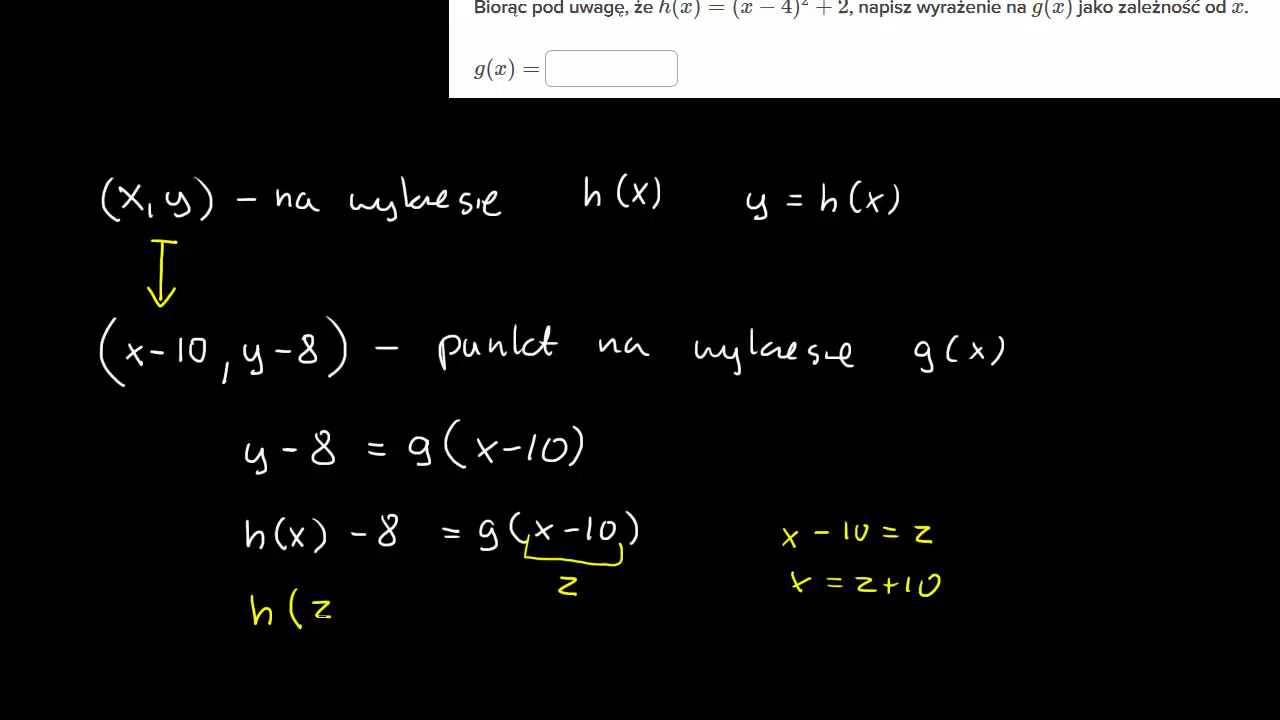 Biorąc pod uwagę, że h(x) = (x − 4)² + 2, napisz wyrażenie na g(x) jako zależność od x.
g(x) =
(x, y) – na wykresie h(x) y = h(x)
(x-10, y-8) – punkt na wykresie g(x)
y - 8 = g(x-10)
h(x) - 8 = g(x-10) x - 10 = z
z x = z+10
h(z